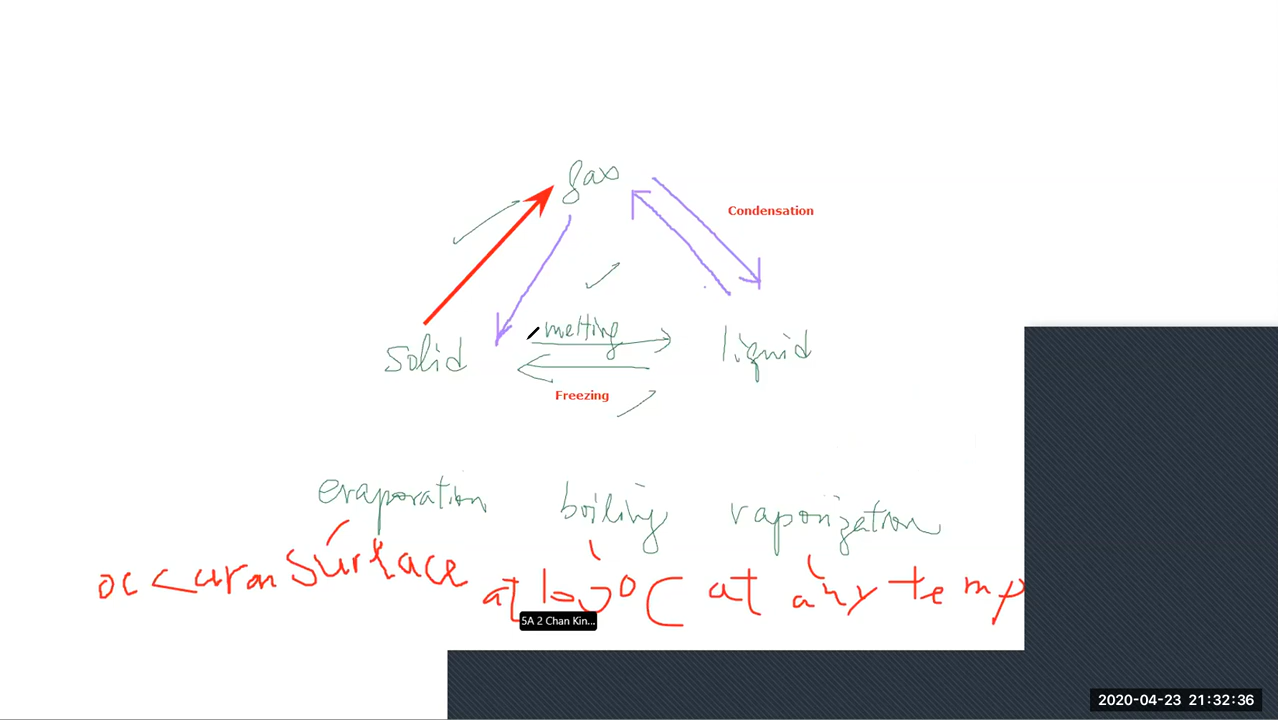 gas
Condensation
melting
solid
liquid
Freezing
evaporation boiling vaporization
occur on surface at 100°C at any temp
5A 2 Chan Kin...
2020-04-23 21:32:36